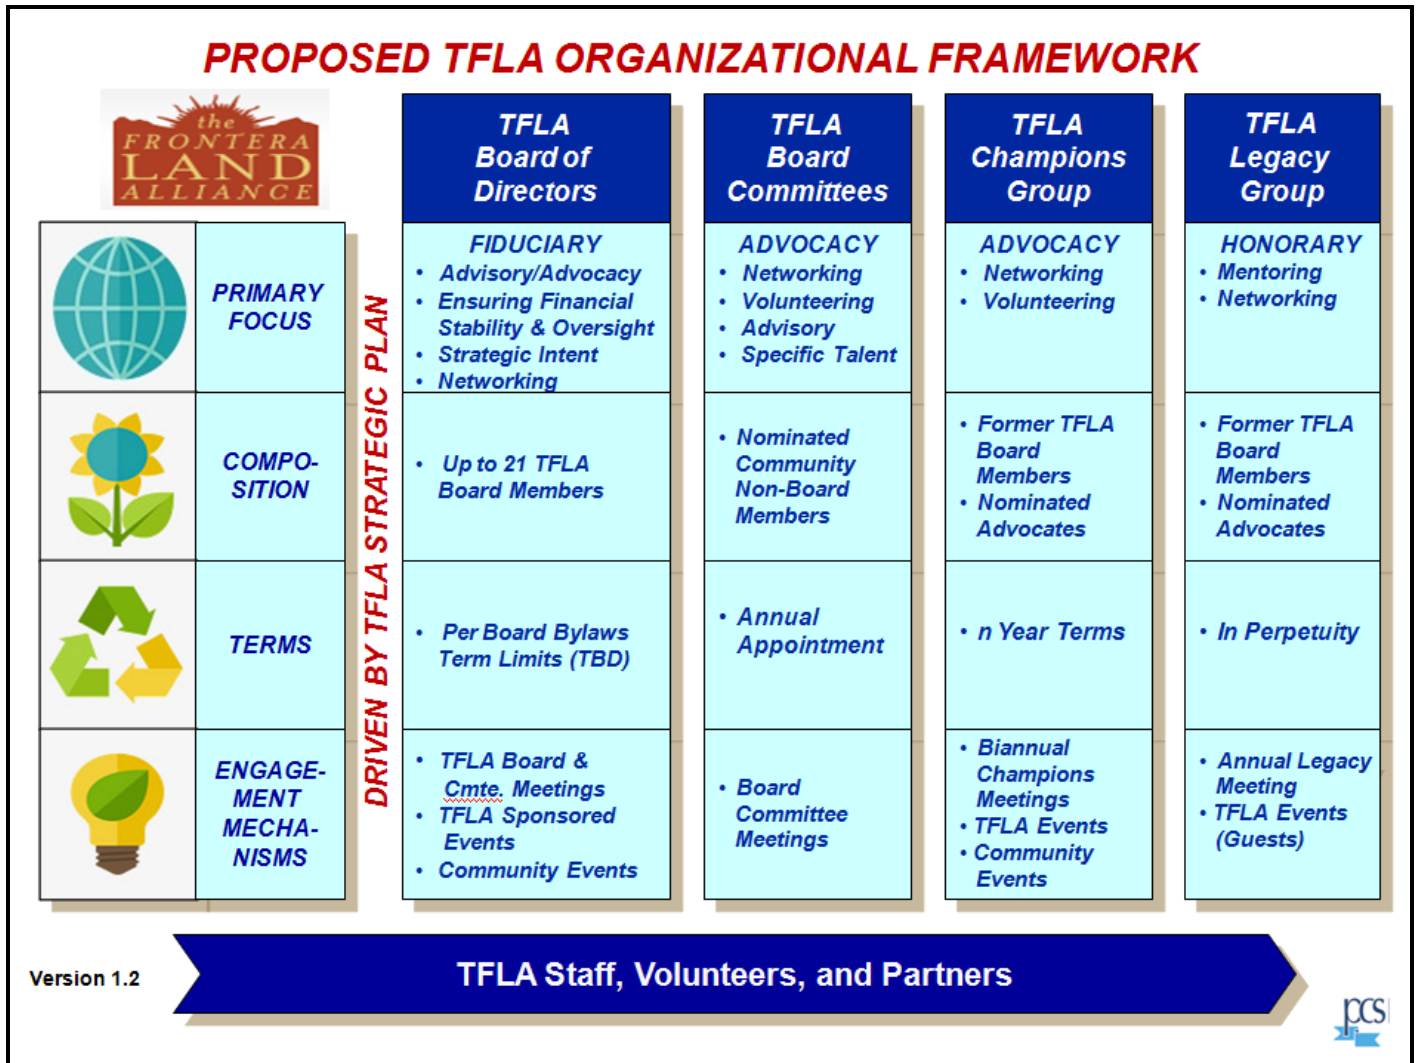 PROPOSED TFLA ORGANIZATIONAL FRAMEWORK
the
FRONTERA
LAND
ALLIANCE
TFLA
Board of
Directors
TFLA
Board
Committees
TFLA
Champions
Group
TFLA
Legacy
Group
DRIVEN BY TFLA STRATEGIC PLAN
PRIMARY
FOCUS
FIDUCIARY
• Advisory/Advocacy
• Ensuring Financial
Stability & Oversight
• Strategic Intent
• Networking
ADVOCACY
• Networking
• Volunteering
• Advisory
• Specific Talent
ADVOCACY
• Networking
• Volunteering
HONORARY
• Mentoring
• Networking
COMPO-
SITION
• Up to 21 TFLA
Board Members
• Nominated
Community
Non-Board
Members
• Former TFLA
Board
Members
• Nominated
Advocates
• Former TFLA
Board
Members
• Nominated
Advocates
TERMS
• Per Board Bylaws
Term Limits (TBD)
• Annual
Appointment
• n Year Terms
• In Perpetuity
ENGAGE-
MENT
MECHA-
NISMS
• TFLA Board &
Cmte. Meetings
• TFLA Sponsored
Events
• Community Events
• Board
Committee
Meetings
• Biannual
Champions
Meetings
• TFLA Events
• Community
Events
• Annual Legacy
Meeting
• TFLA Events
(Guests)
Version 1.2
TFLA Staff, Volunteers, and Partners
pcs